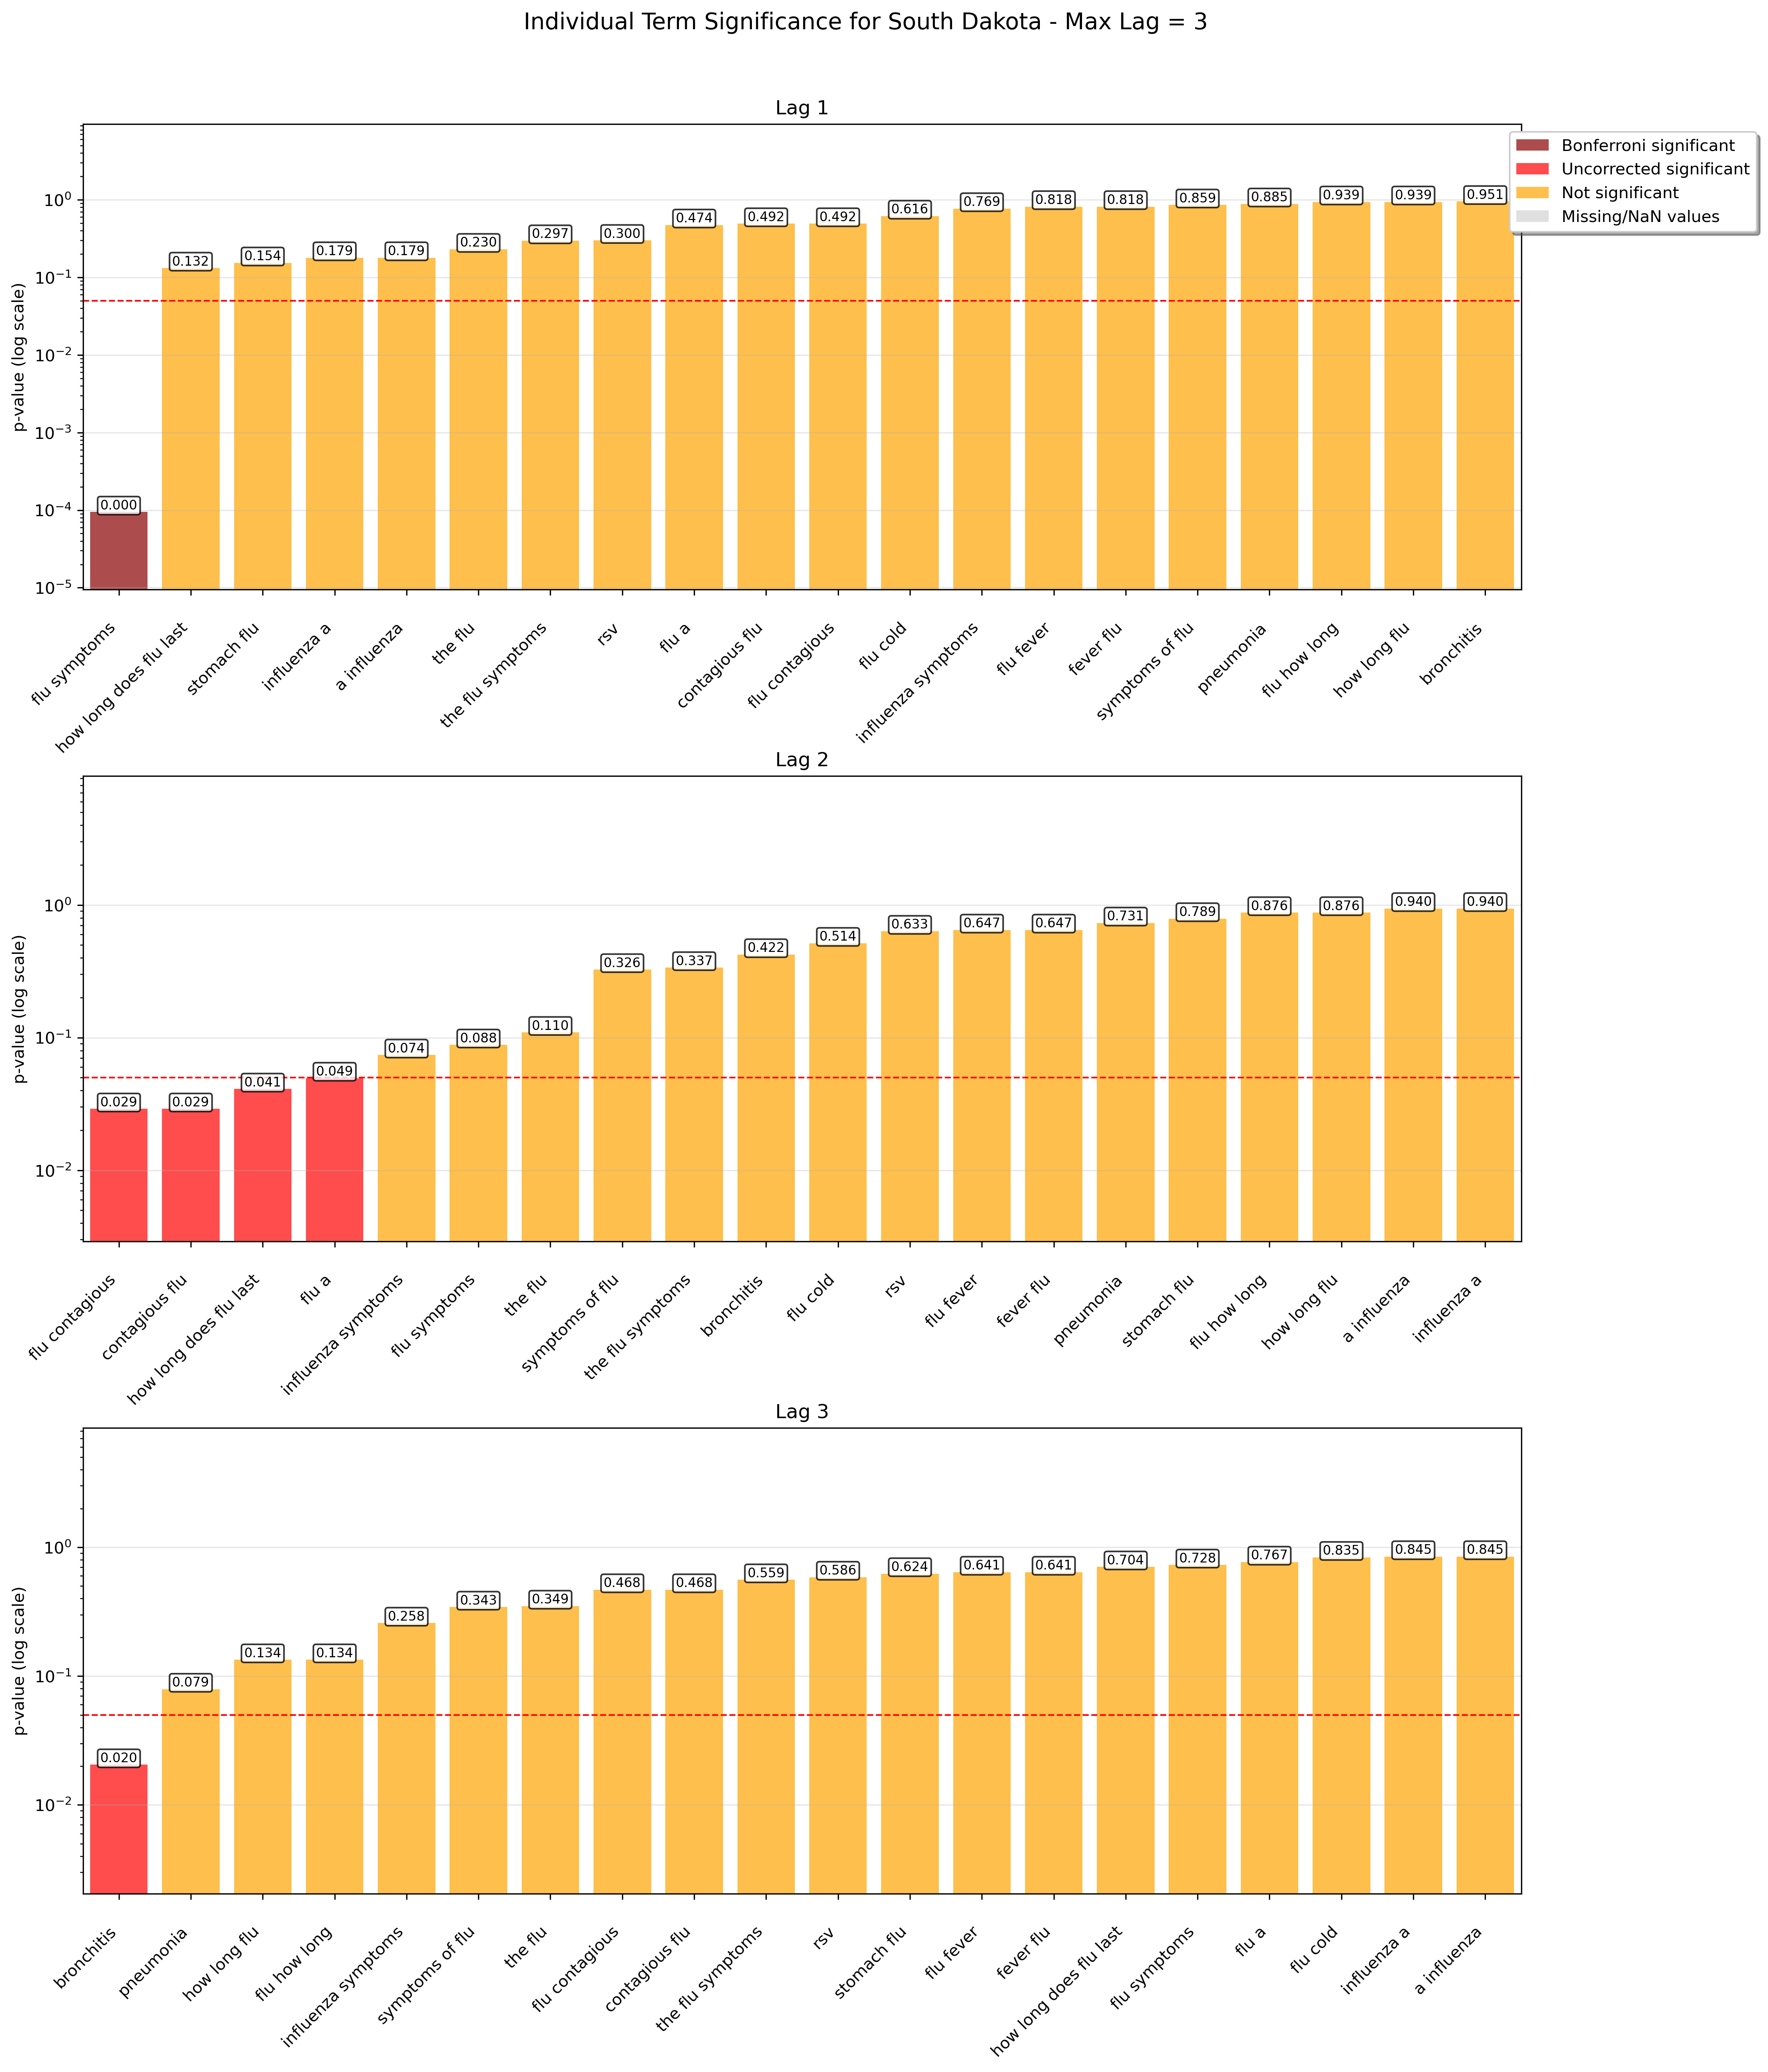 Individual Term Significance for South Dakota - Max Lag = 3
Lag 1
Bonferroni significant
Uncorrected significant
Not significant
Missing/NaN values
p-value (log scale)
10⁰
10⁻¹
10⁻²
10⁻³
10⁻⁴
10⁻⁵
0.000 0.132 0.154 0.179 0.179 0.230 0.297 0.300 0.474 0.492 0.492 0.616 0.769 0.818 0.818 0.859 0.885 0.939 0.939 0.951
flu symptoms
how long does flu last
stomach flu
influenza a
a influenza
the flu
the flu symptoms
rsv
flu a
contagious flu
flu contagious
flu cold
influenza symptoms
flu fever
fever flu
symptoms of flu
pneumonia
flu how long
how long flu
bronchitis
Lag 2
p-value (log scale)
10⁰
10⁻¹
10⁻²
0.029 0.029 0.041 0.049 0.074 0.088 0.110 0.326 0.337 0.422 0.514 0.633 0.647 0.647 0.731 0.789 0.876 0.876 0.940 0.940
flu contagious
contagious flu
how long does flu last
flu a
influenza symptoms
flu symptoms
the flu
symptoms of flu
the flu symptoms
bronchitis
flu cold
rsv
flu fever
fever flu
pneumonia
stomach flu
flu how long
how long flu
a influenza
influenza a
Lag 3
p-value (log scale)
10⁰
10⁻¹
10⁻²
0.020 0.079 0.134 0.134 0.258 0.343 0.349 0.468 0.468 0.559 0.586 0.624 0.641 0.641 0.704 0.728 0.767 0.835 0.845 0.845
bronchitis
pneumonia
how long flu
flu how long
influenza symptoms
symptoms of flu
the flu
flu contagious
contagious flu
the flu symptoms
rsv
stomach flu
flu fever
fever flu
how long does flu last
flu symptoms
flu a
flu cold
influenza a
a influenza